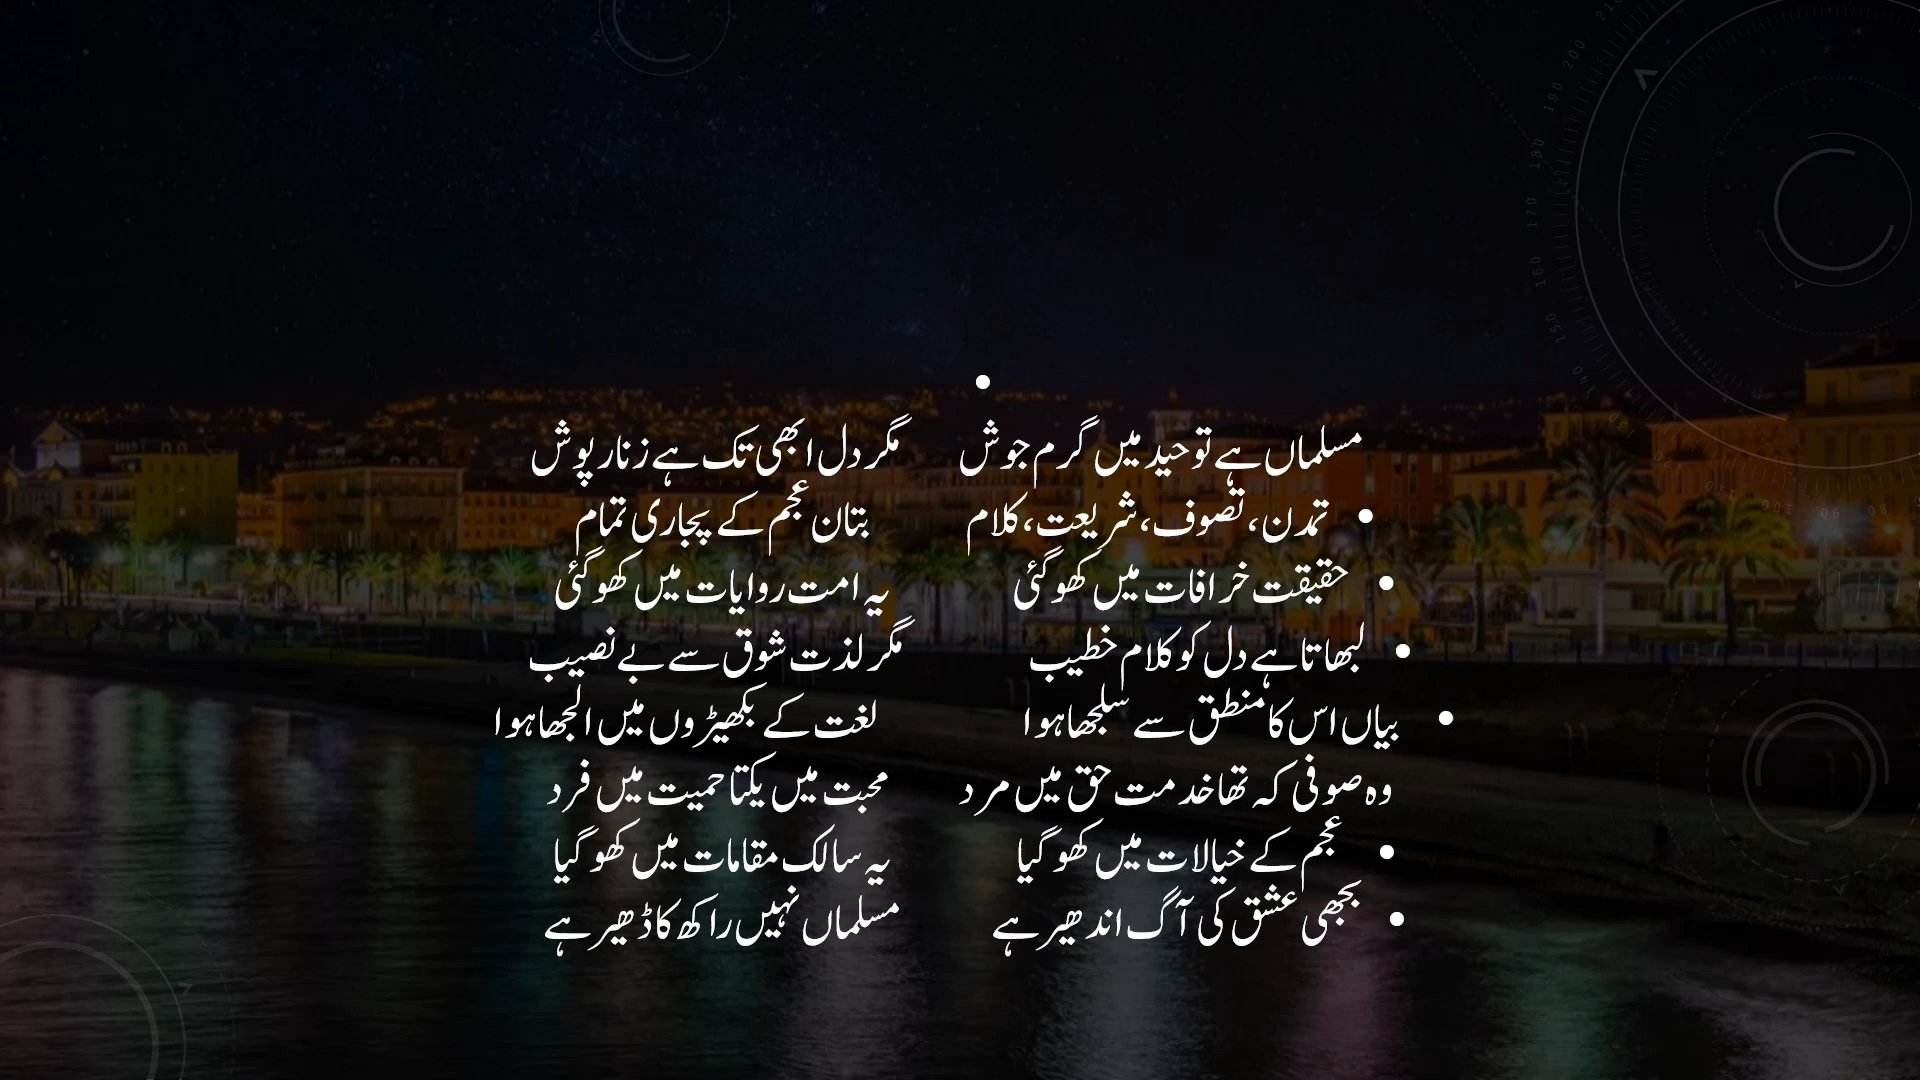 مسلماں ہے توحید میں گرم جوش مگر دل ابھی تک ہے زنار پوش
• تمدن، تصوف، شریعت، کلام بتان عجم کے پجاری تمام
• حقیقت خرافات میں کھو گئی یہ امت روایات میں کھو گئی
• لبھاتا ہے دل کو کلام خطیب مگر لذت شوق سے بے نصیب
• بیاں اس کا منطق سے سلجھا ہوا لغت کے بکھیڑوں میں الجھا ہوا
وہ صوفی کہ تھا خدمت حق میں مرد محبت میں یکتا حمیت میں فرد
• عجم کے خیالات میں کھو گیا یہ سالک مقامات میں کھو گیا
• بجھی عشق کی آگ اندھیر ہے مسلماں نہیں راکھ کا ڈھیر ہے